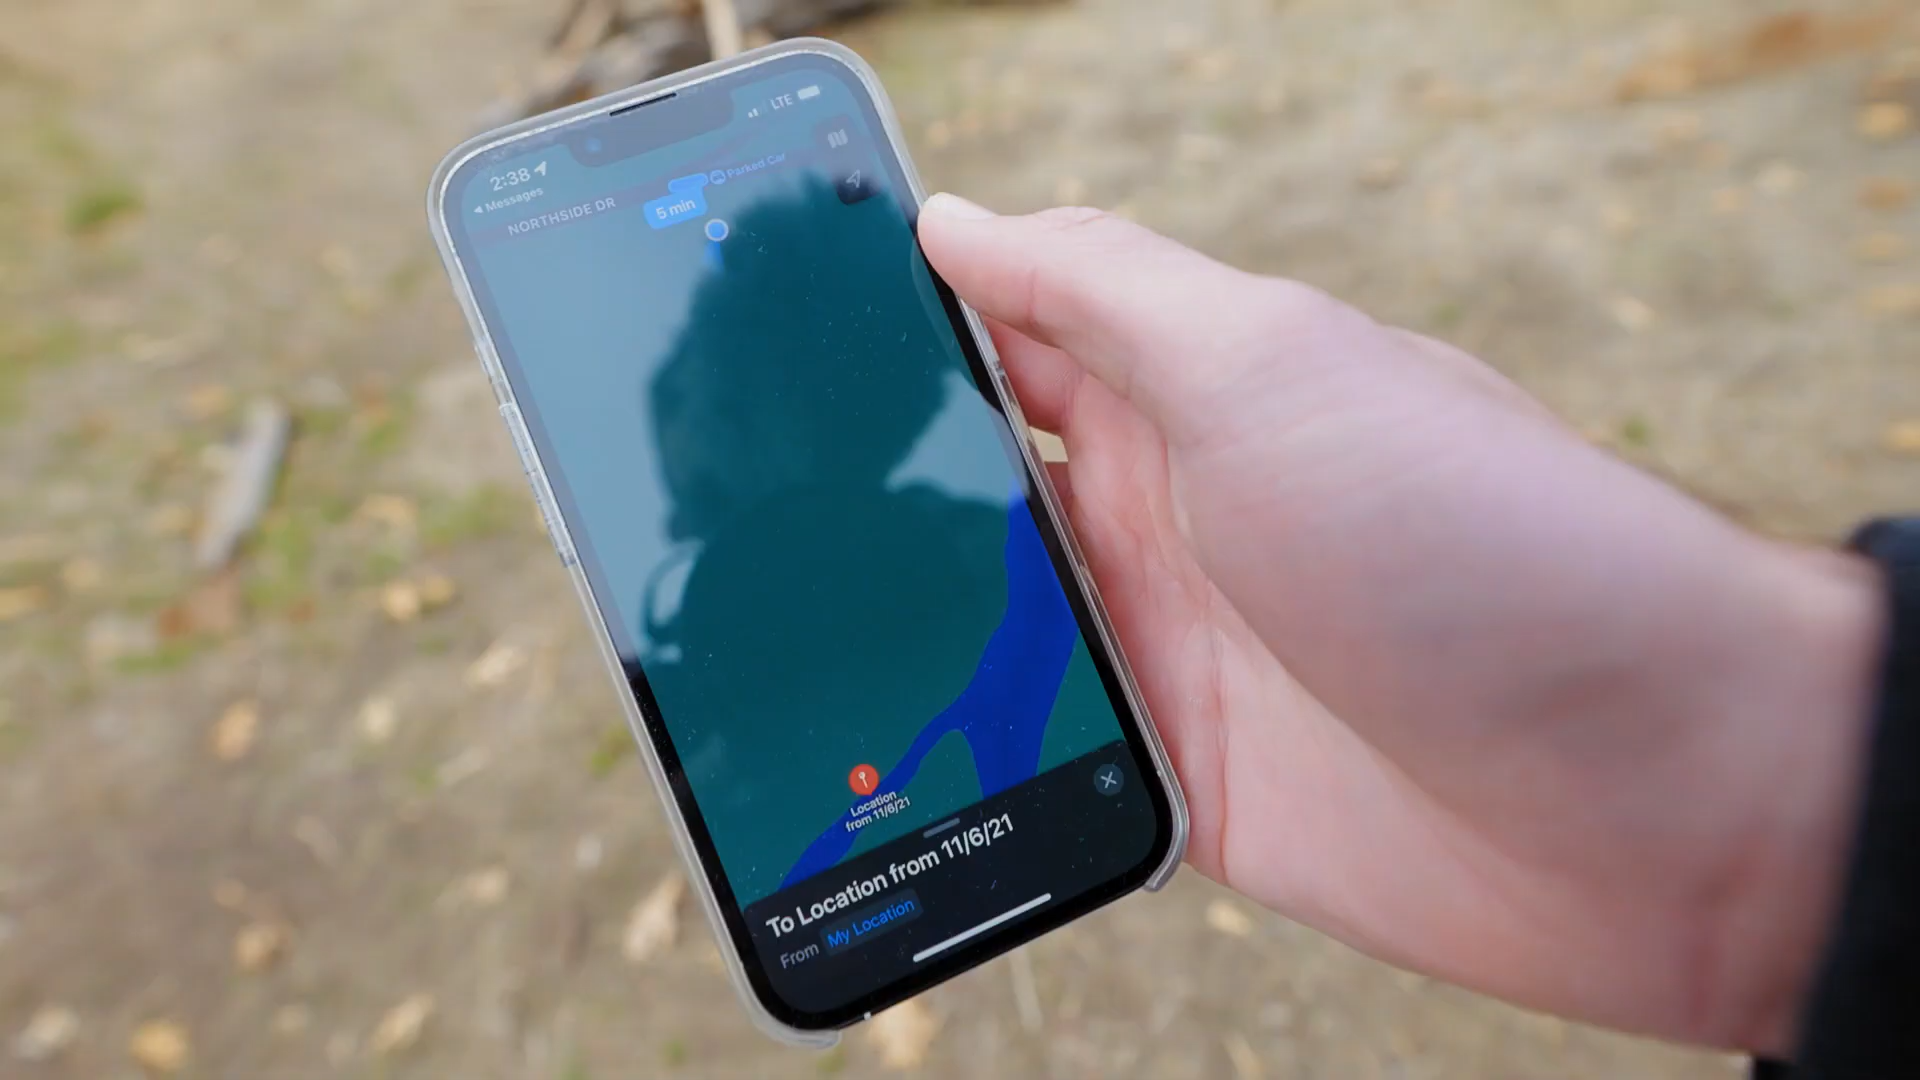 2:38
LTE
Messages
Parked Car
5 min
NORTHSIDE DR
Location
from 11/6/21
To Location from 11/6/21
From My Location